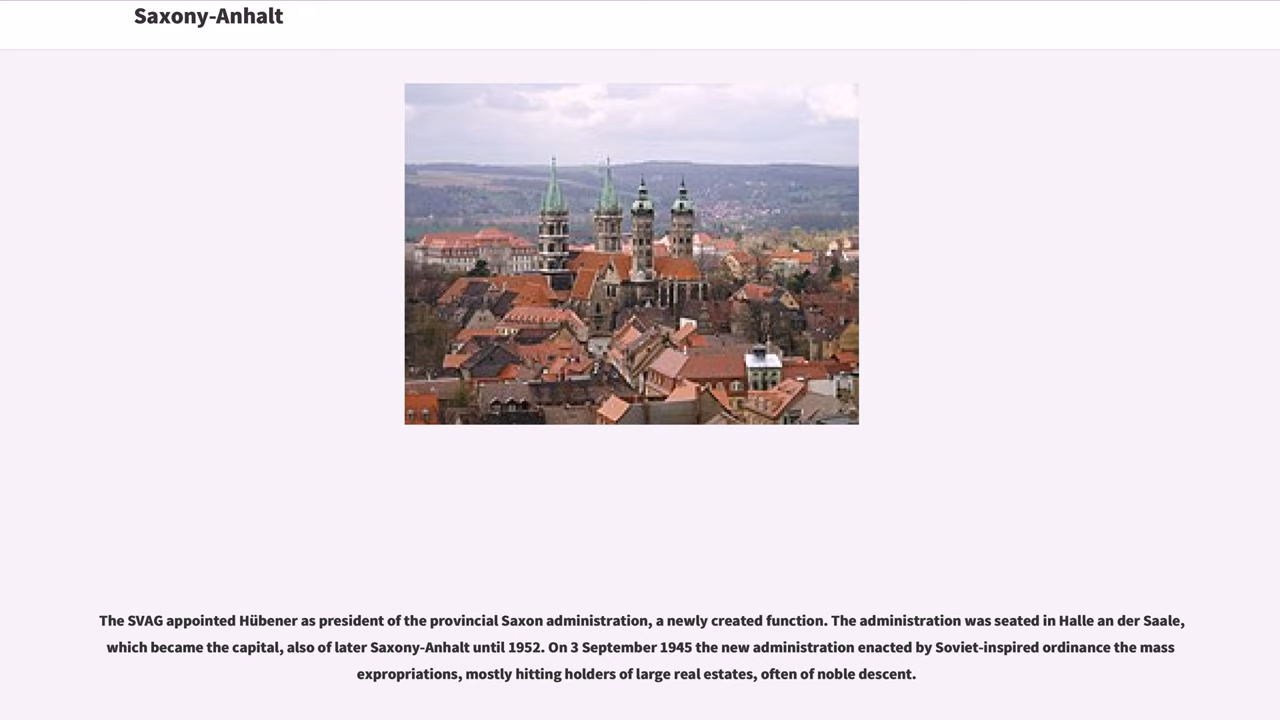 Saxony-Anhalt
The SVAG appointed Hübener as president of the provincial Saxon administration, a newly created function. The administration was seated in Halle an der Saale,
which became the capital, also of later Saxony-Anhalt until 1952. On 3 September 1945 the new administration enacted by Soviet-inspired ordinance the mass
expropriations, mostly hitting holders of large real estates, often of noble descent.